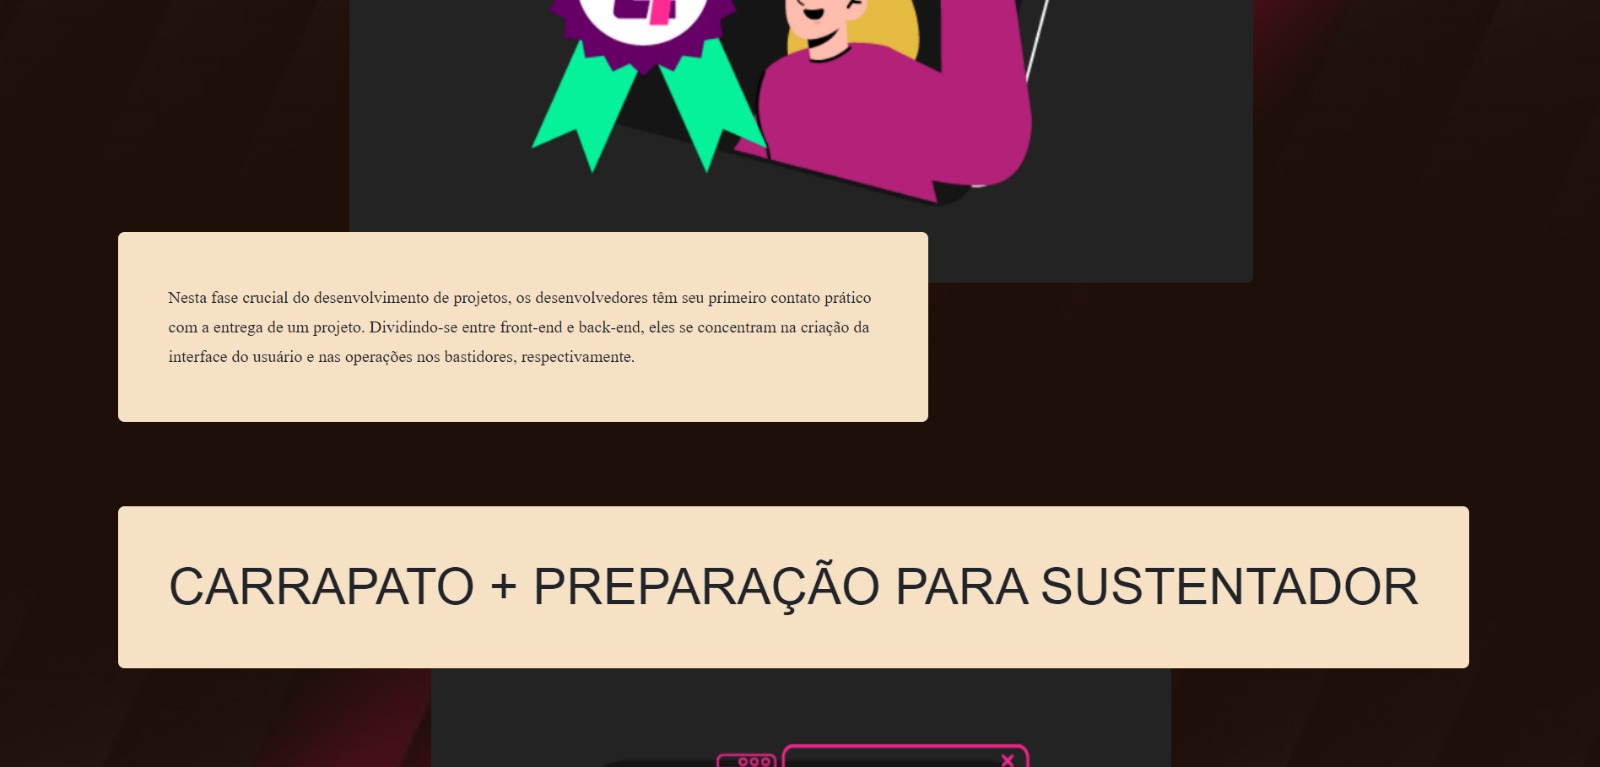 Nesta fase crucial do desenvolvimento de projetos, os desenvolvedores têm seu primeiro contato prático
com a entrega de um projeto. Dividindo-se entre front-end e back-end, eles se concentram na criação da
interface do usuário e nas operações nos bastidores, respectivamente.
CARRAPATO + PREPARAÇÃO PARA SUSTENTADOR